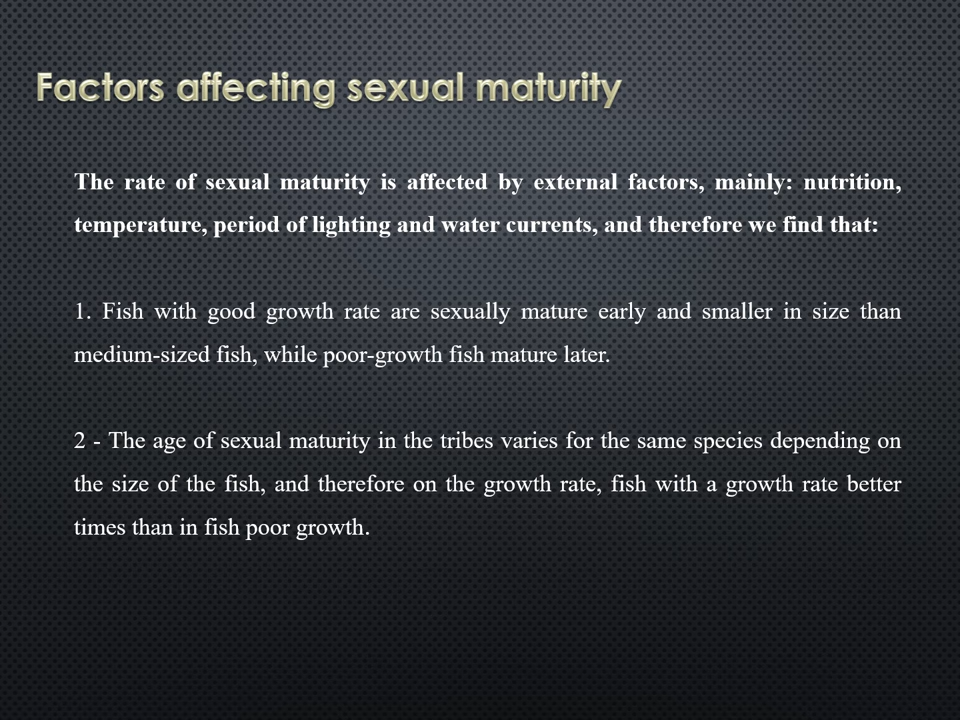 Factors affecting sexual maturity
The rate of sexual maturity is affected by external factors, mainly: nutrition,
temperature, period of lighting and water currents, and therefore we find that:
1. Fish with good growth rate are sexually mature early and smaller in size than
medium-sized fish, while poor-growth fish mature later.
2 - The age of sexual maturity in the tribes varies for the same species depending on
the size of the fish, and therefore on the growth rate, fish with a growth rate better
times than in fish poor growth.